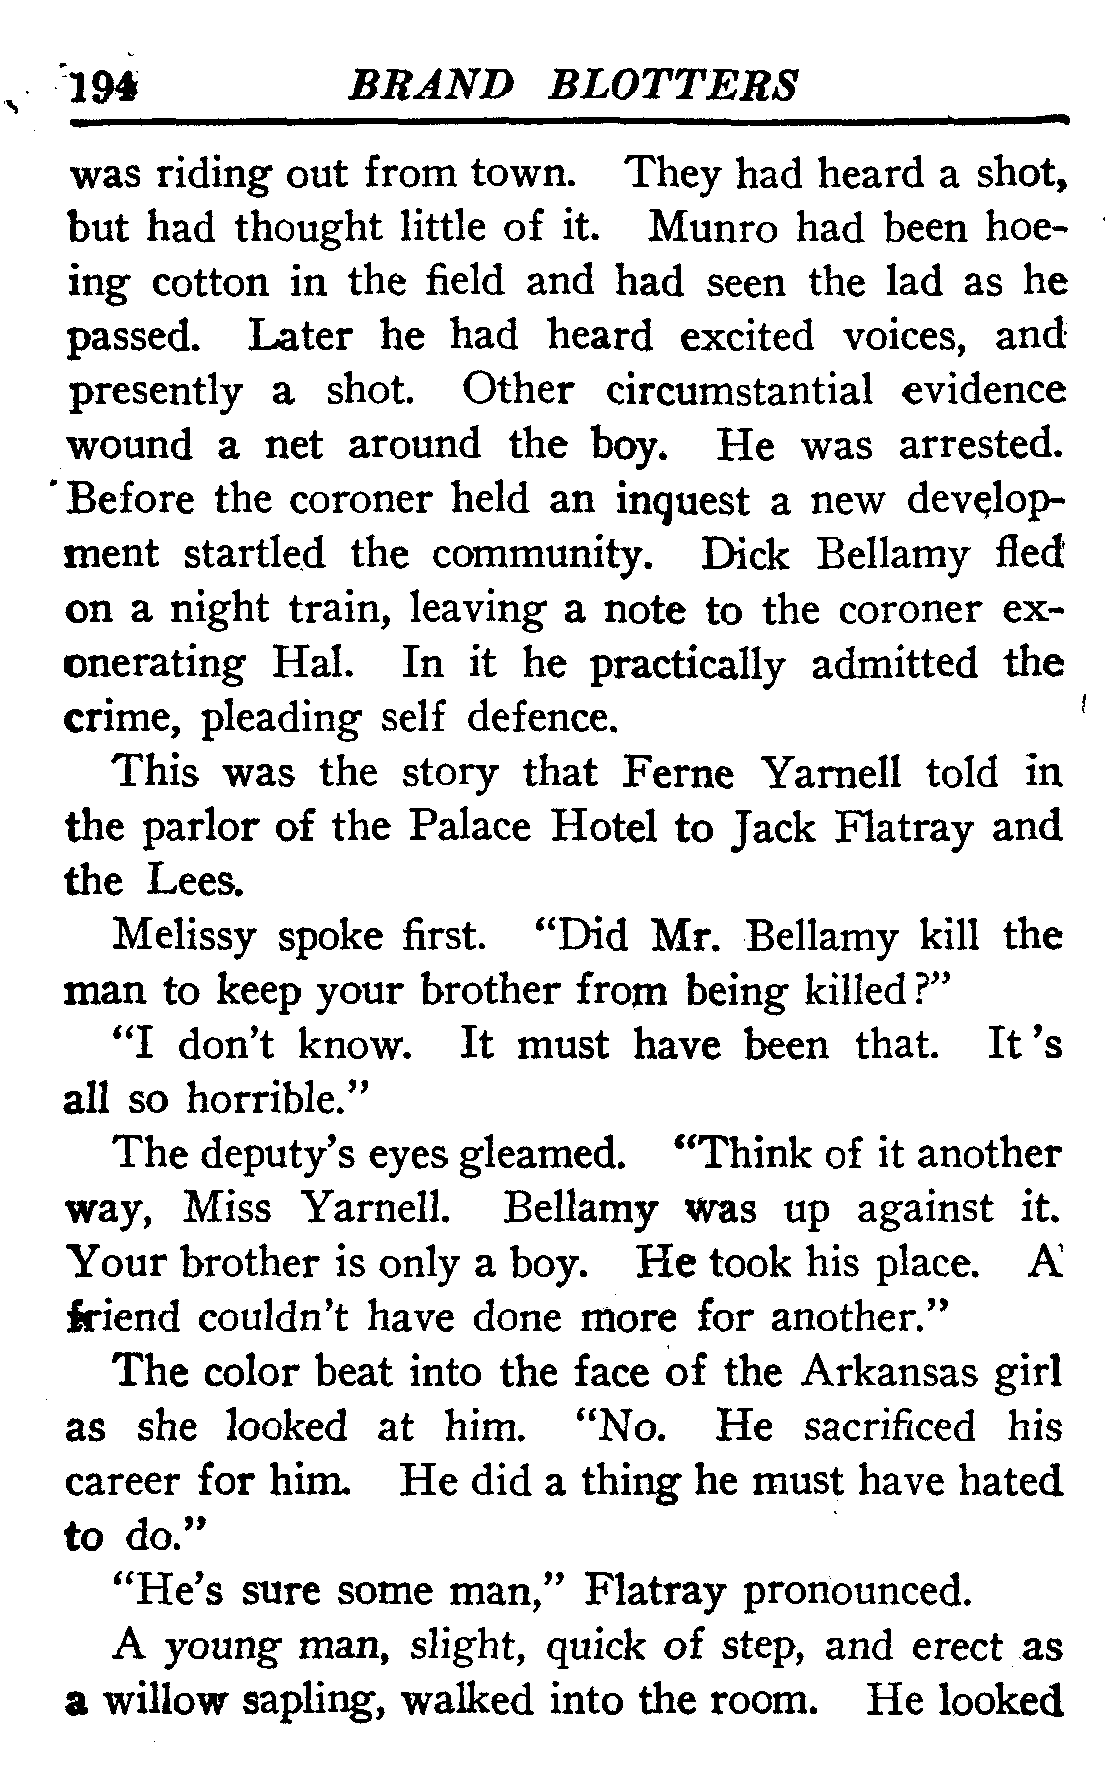 194 BRAND BLOTTERS
was riding out from town. They had heard a shot,
but had thought little of it. Munro had been hoe-
ing cotton in the field and had seen the lad as he
passed. Later he had heard excited voices, and
presently a shot. Other circumstantial evidence
wound a net around the boy. He was arrested.
Before the coroner held an inquest a new develop-
ment startled the community. Dick Bellamy fled
on a night train, leaving a note to the coroner ex-
onerating Hal. In it he practically admitted the
crime, pleading self defence.
This was the story that Ferne Yarnell told in
the parlor of the Palace Hotel to Jack Flatray and
the Lees.
Melissy spoke first. "Did Mr. Bellamy kill the
man to keep your brother from being killed?"
"I don't know. It must have been that. It's
all so horrible."
The deputy's eyes gleamed. "Think of it another
way, Miss Yarnell. Bellamy was up against it.
Your brother is only a boy. He took his place. A
friend couldn't have done more for another."
The color beat into the face of the Arkansas girl
as she looked at him. "No. He sacrificed his
career for him. He did a thing he must have hated
to do."
"He's sure some man," Flatray pronounced.
A young man, slight, quick of step, and erect as
a willow sapling, walked into the room. He looked